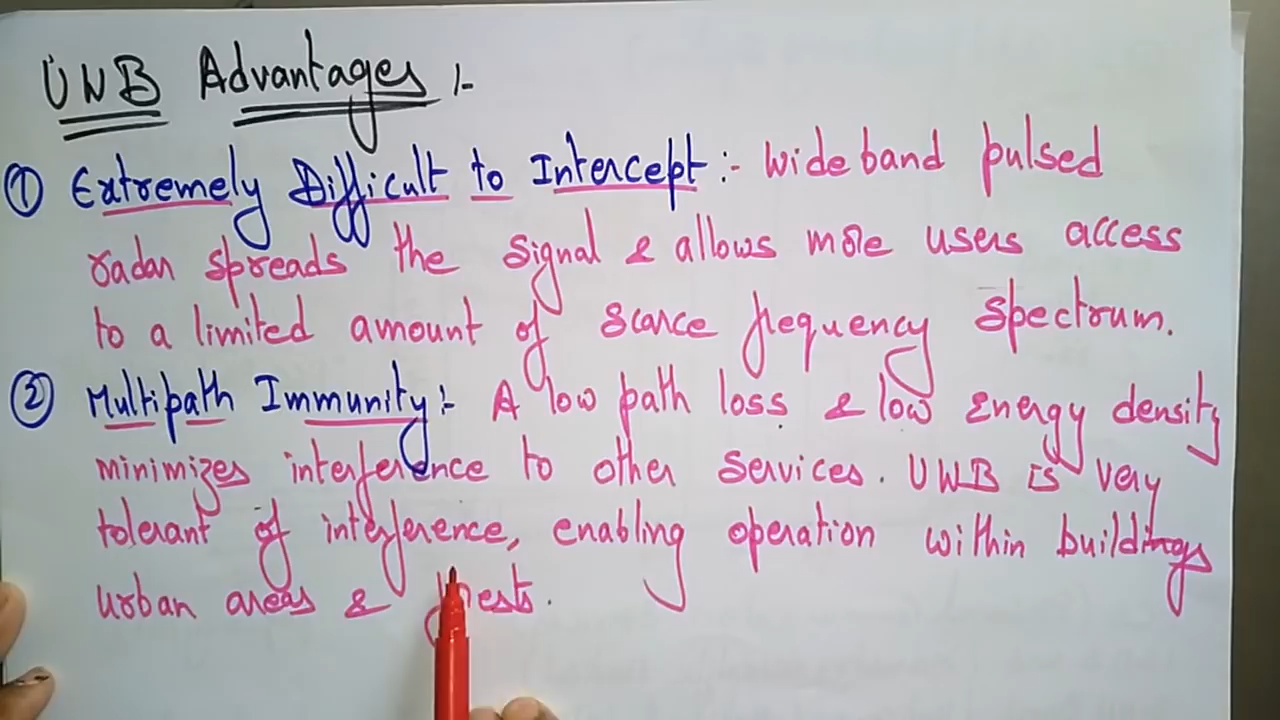 UWB Advantages :-
① Extremely Difficult to Intercept :- Wideband pulsed
radar spreads the signal & allows more users access
to a limited amount of scarce frequency spectrum.
② Multipath Immunity :- A low path loss & low Energy density
minimizes interference to other services. UWB is very
tolerant of interference, enabling operation within buildings
urban areas &